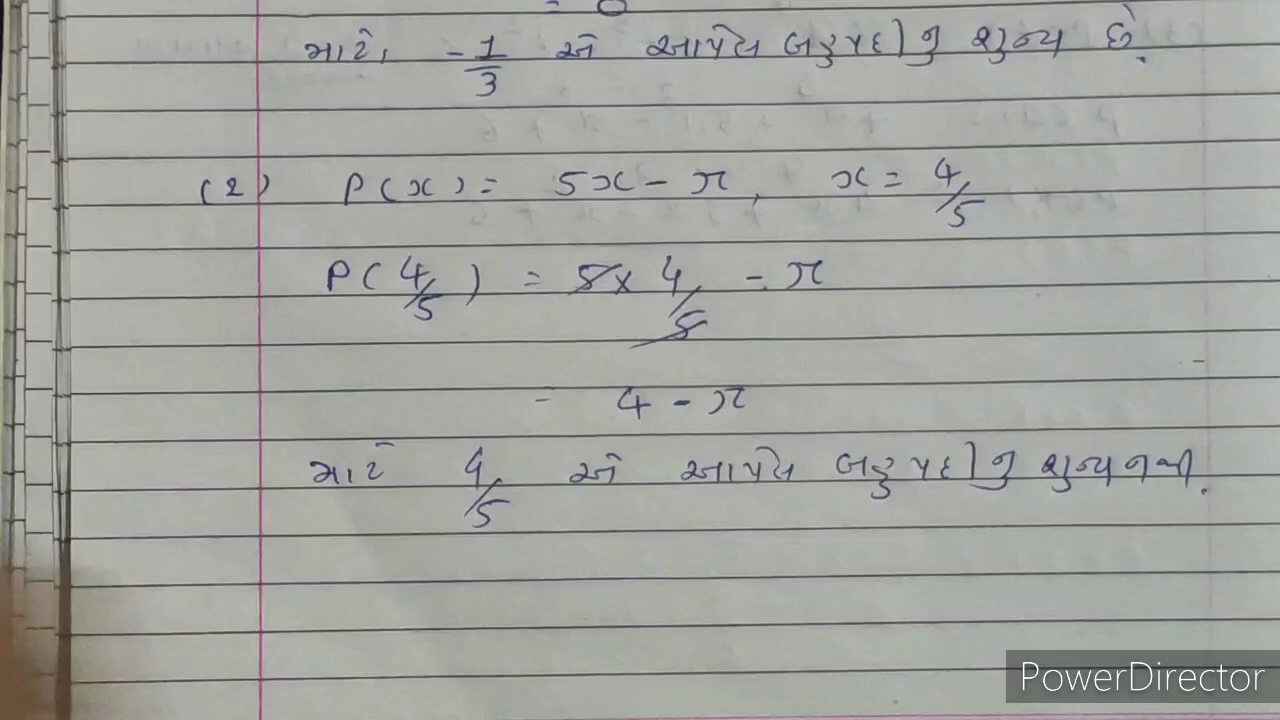 = 0
માટે, -1/3 એ આપેલ બહુપદીનુ શુન્ય છે.
(2) P(x) = 5x - π, x = 4/5
P(4/5) = 5 x 4/5 - π
= 4 - π
માટે 4/5 એ આપેલ બહુપદીનુ શુન્ય નથી.
PowerDirector